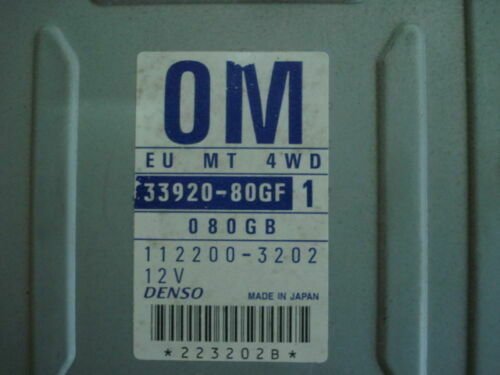 OM
EU MT 4WD
33920-80GF 1
080GB
112200-3202
12V
DENSO MADE IN JAPAN
*223202B*